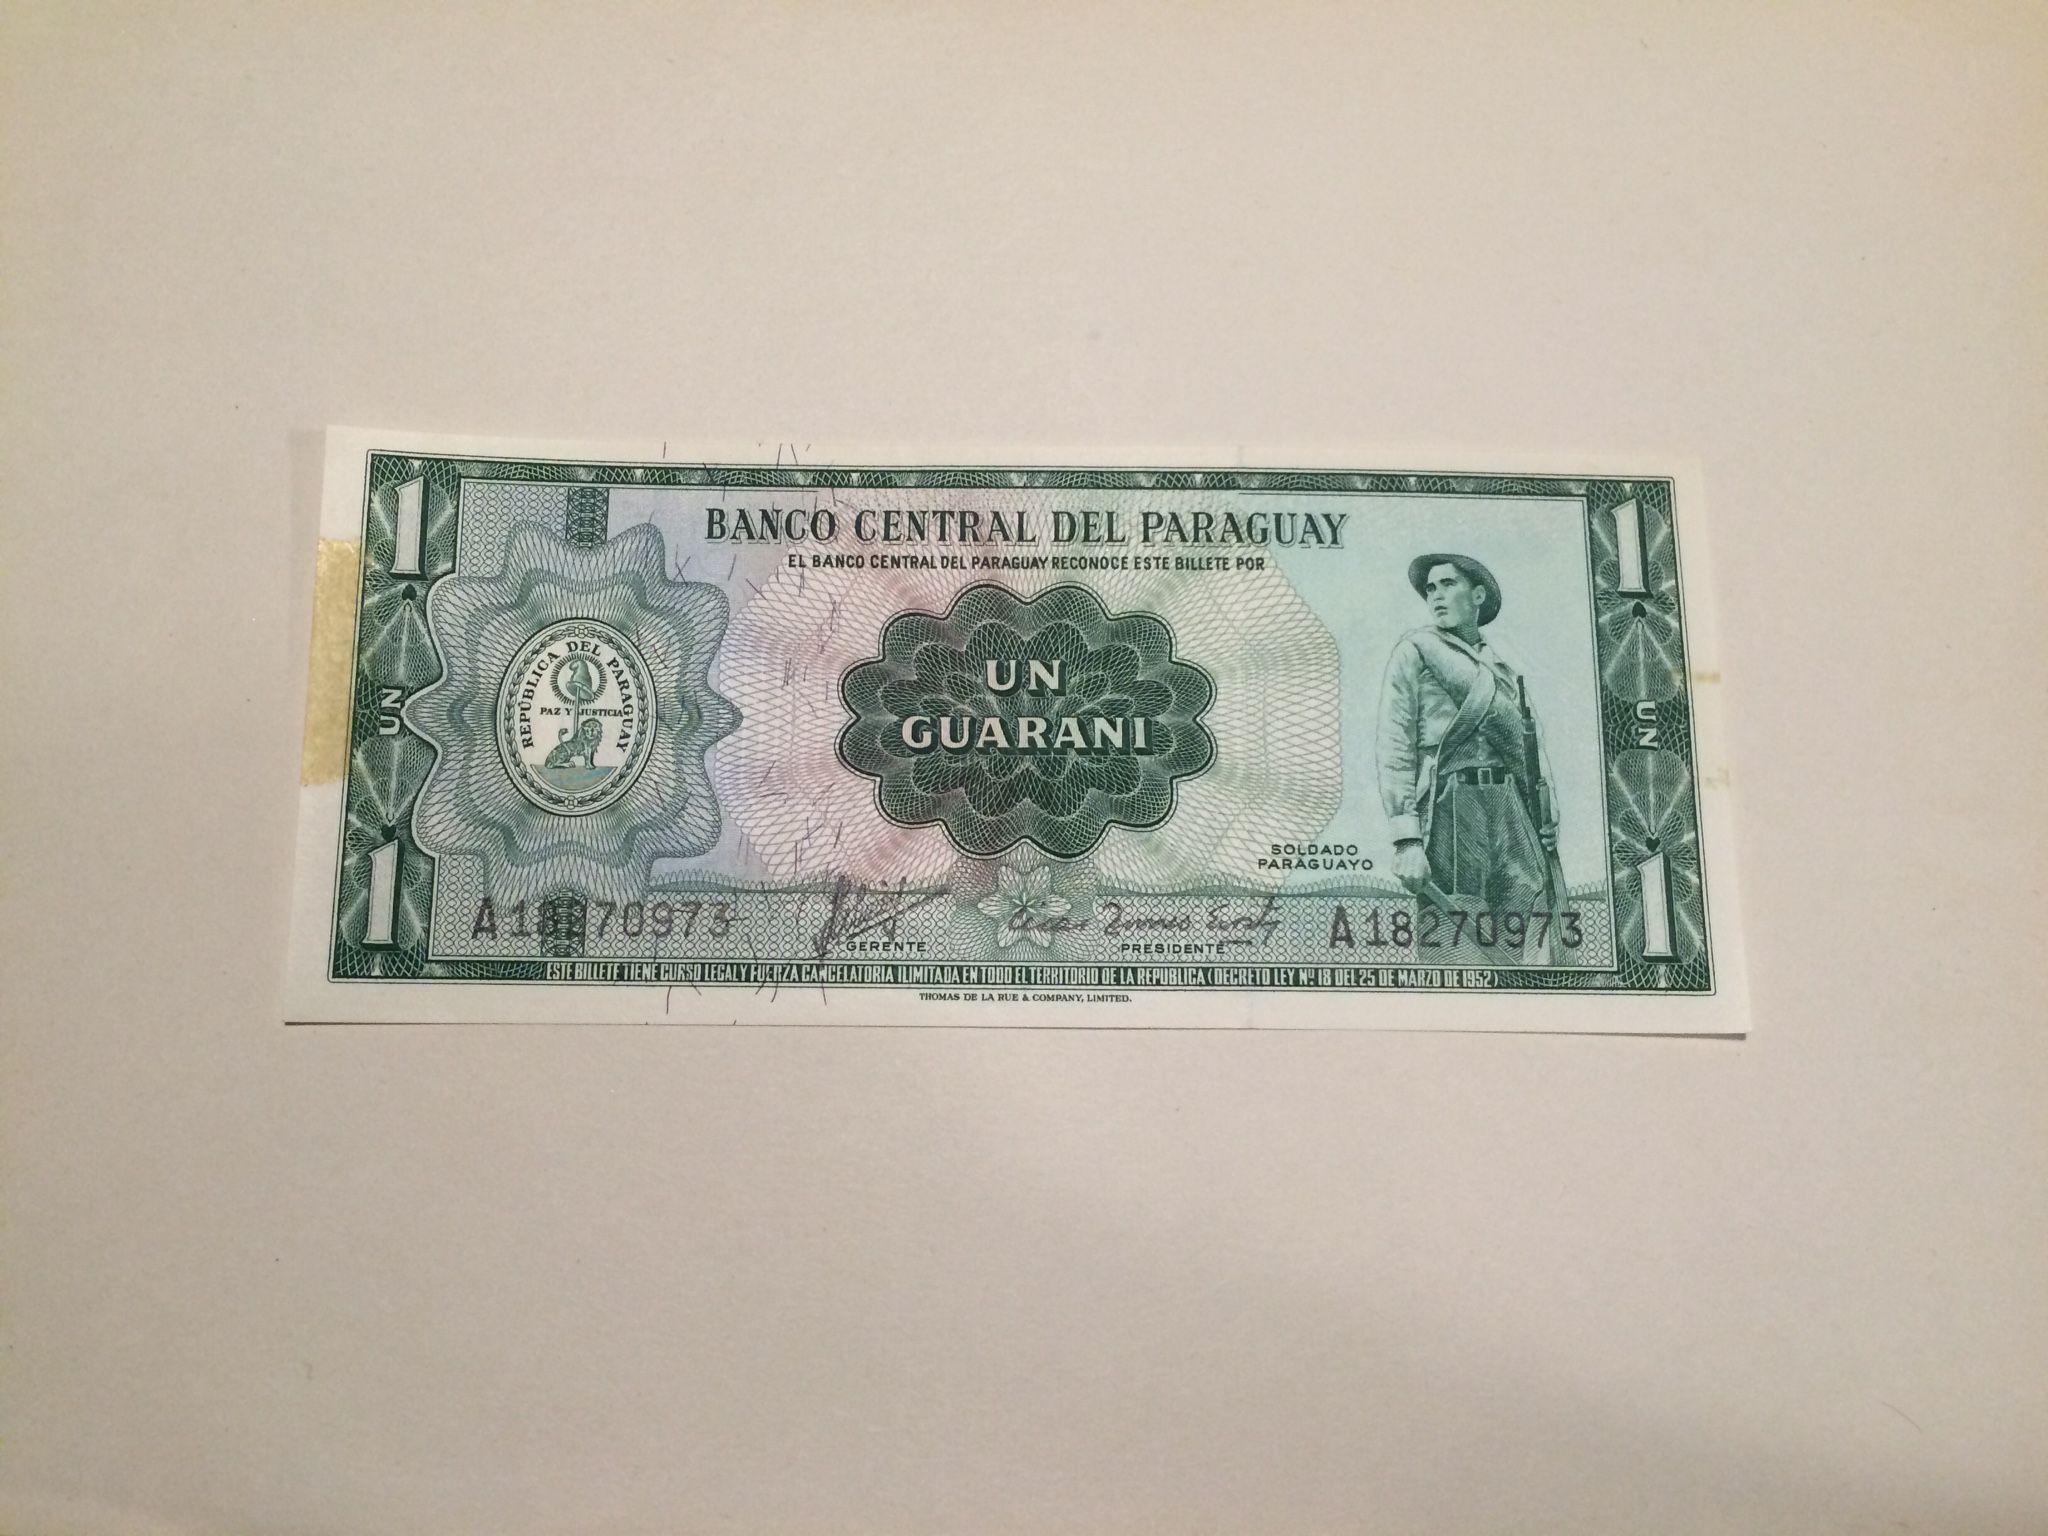 1
1
BANCO CENTRAL DEL PARAGUAY
EL BANCO CENTRAL DEL PARAGUAY RECONOCE ESTE BILLETE POR
UN
GUARANI
REPÚBLICA DEL PARAGUAY
PAZ Y JUSTICIA
UN
UN
SOLDADO
PARAGUAYO
1
1
A18270973
A18270973
GERENTE
PRESIDENTE
ESTE BILLETE TIENE CURSO LEGAL Y FUERZA CANCELATORIA ILIMITADA EN TODO EL TERRITORIO DE LA REPUBLICA (DECRETO LEY Nº 18 DEL 25 DE MARZO DE 1952)
THOMAS DE LA RUE & COMPANY, LIMITED.